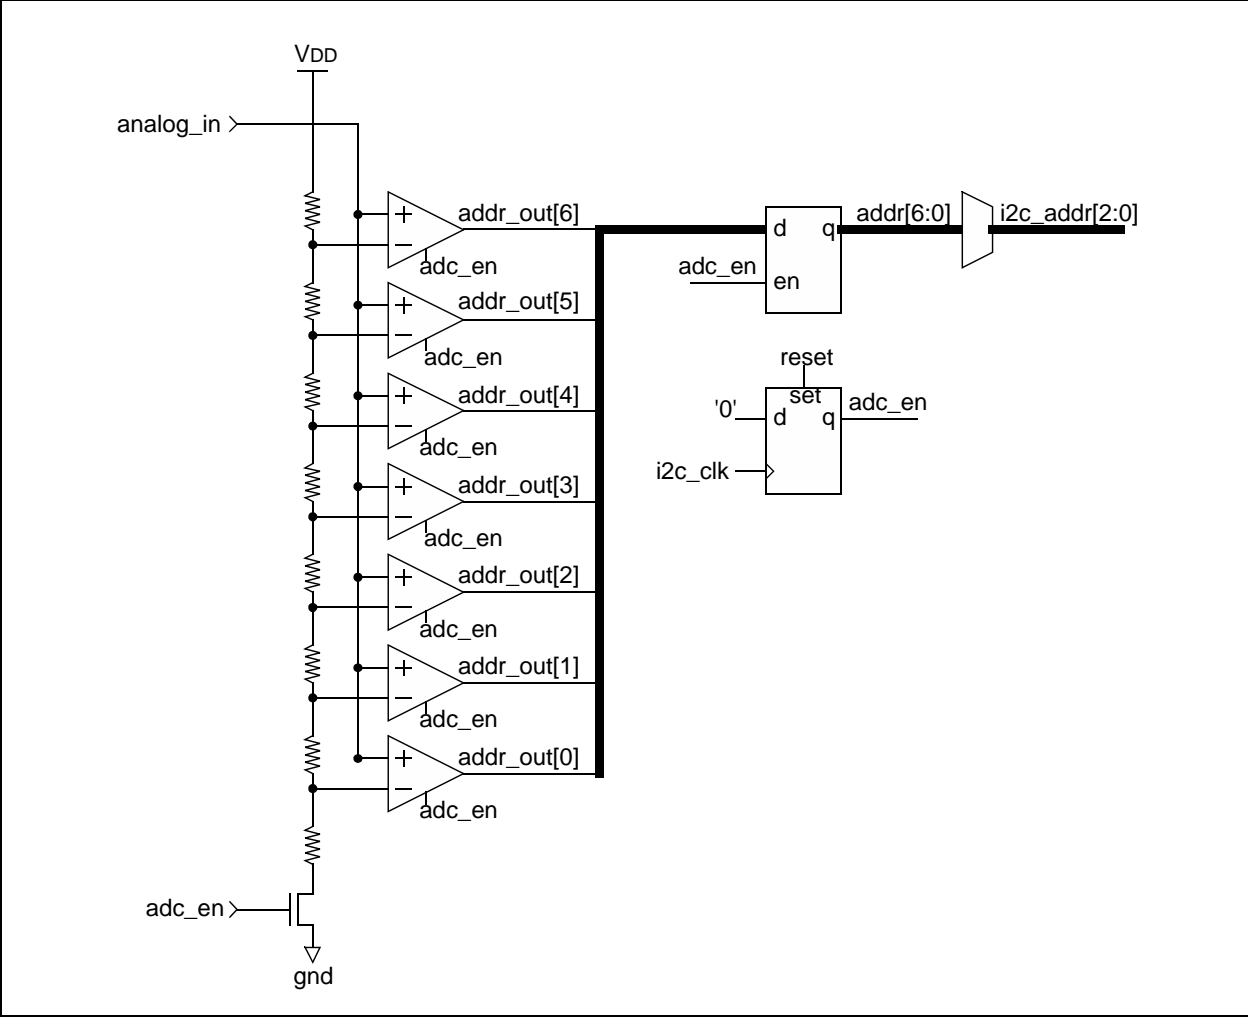 VDD
analog_in
addr_out[6]
adc_en
addr_out[5]
adc_en
addr_out[4]
adc_en
addr_out[3]
adc_en
addr_out[2]
adc_en
addr_out[1]
adc_en
addr_out[0]
adc_en
adc_en
gnd
d q
adc_en
en
addr[6:0]
i2c_addr[2:0]
reset
set
'0'
d q
adc_en
i2c_clk